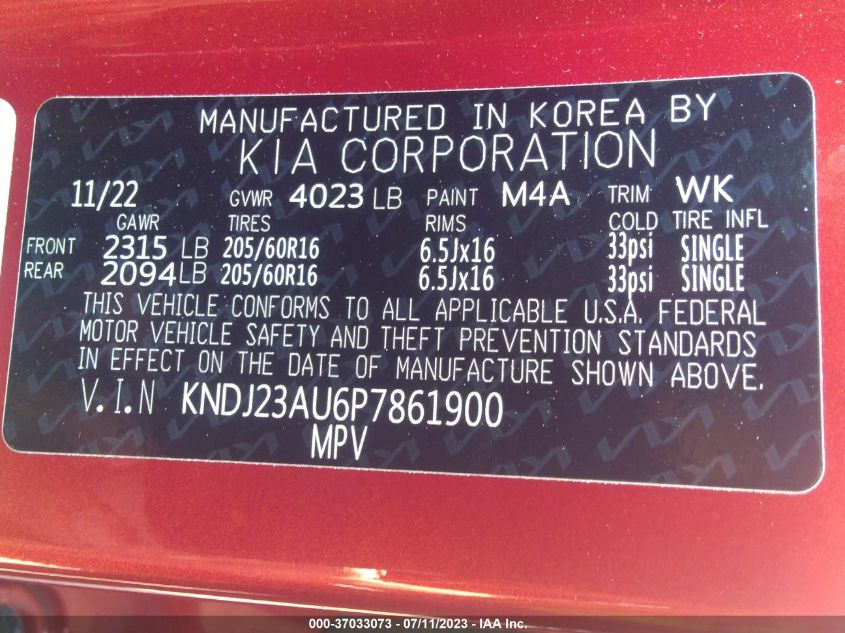 MANUFACTURED IN KOREA BY
KIA CORPORATION
11/22 GVWR 4023 LB PAINT M4A TRIM WK
GAWR TIRES RIMS COLD TIRE INFL
FRONT 2315 LB 205/60R16 6.5Jx16 33psi SINGLE
REAR 2094 LB 205/60R16 6.5Jx16 33psi SINGLE
THIS VEHICLE CONFORMS TO ALL APPLICABLE U.S.A. FEDERAL
MOTOR VEHICLE SAFETY AND THEFT PREVENTION STANDARDS
IN EFFECT ON THE DATE OF MANUFACTURE SHOWN ABOVE.
V.I.N KNDJ23AU6P7861900
MPV
000-37033073 - 07/11/2023 - IAA Inc.